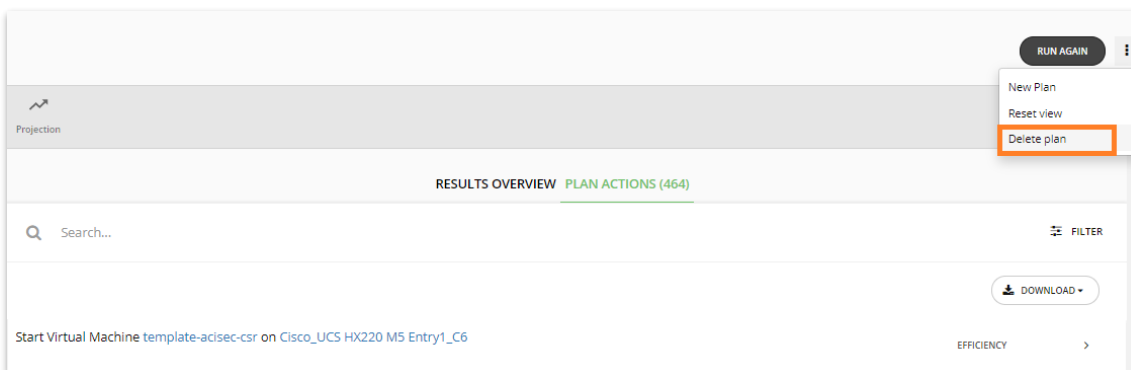 RUN AGAIN
New Plan
Reset view
Delete plan
Projection
RESULTS OVERVIEW PLAN ACTIONS (464)
Search...
FILTER
DOWNLOAD
Start Virtual Machine template-acisec-csr on Cisco_UCS HX220 M5 Entry1_C6
EFFICIENCY